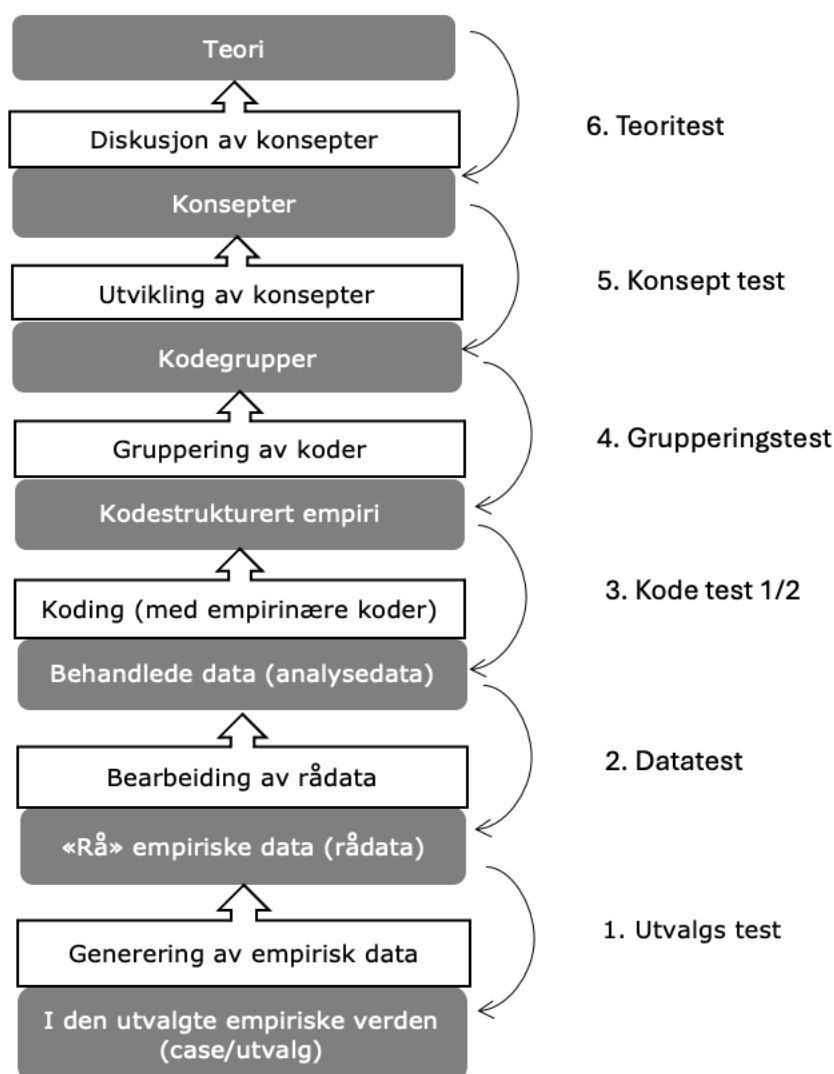 Teori
6. Teoritest
Diskusjon av konsepter
Konsepter
5. Konsept test
Utvikling av konsepter
Kodegrupper
4. Grupperingstest
Gruppering av koder
Kodestrukturert empiri
3. Kode test 1/2
Koding (med empirinære koder)
Behandlede data (analysedata)
2. Datatest
Bearbeiding av rådata
«Rå» empiriske data (rådata)
1. Utvalgs test
Generering av empirisk data
I den utvalgte empiriske verden
(case/utvalg)